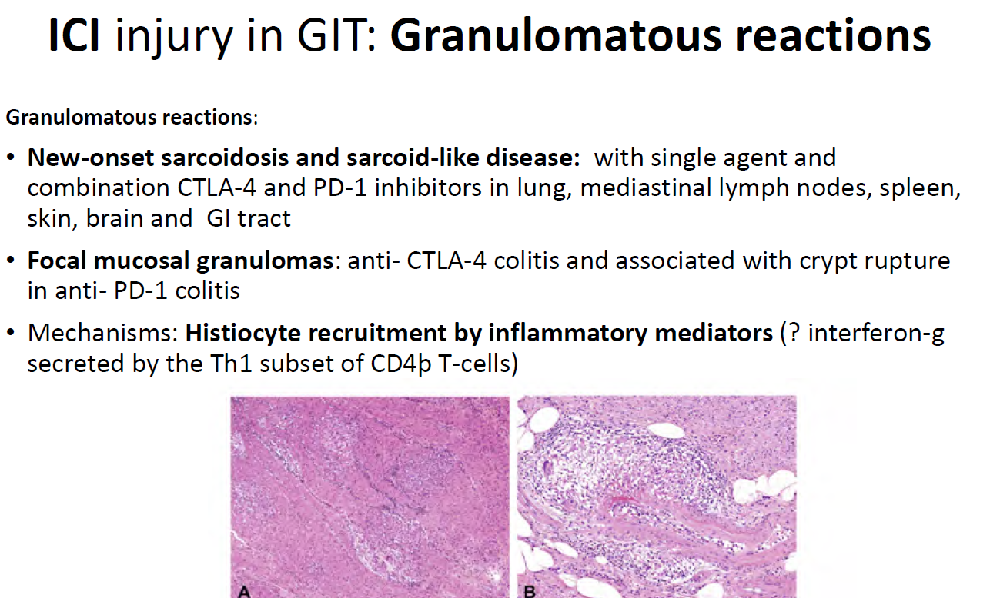 ICI injury in GIT: Granulomatous reactions
Granulomatous reactions:
• New-onset sarcoidosis and sarcoid-like disease: with single agent and
combination CTLA-4 and PD-1 inhibitors in lung, mediastinal lymph nodes, spleen,
skin, brain and GI tract
• Focal mucosal granulomas: anti- CTLA-4 colitis and associated with crypt rupture
in anti- PD-1 colitis
• Mechanisms: Histiocyte recruitment by inflammatory mediators (? interferon-g
secreted by the Th1 subset of CD4þ T-cells)
A B